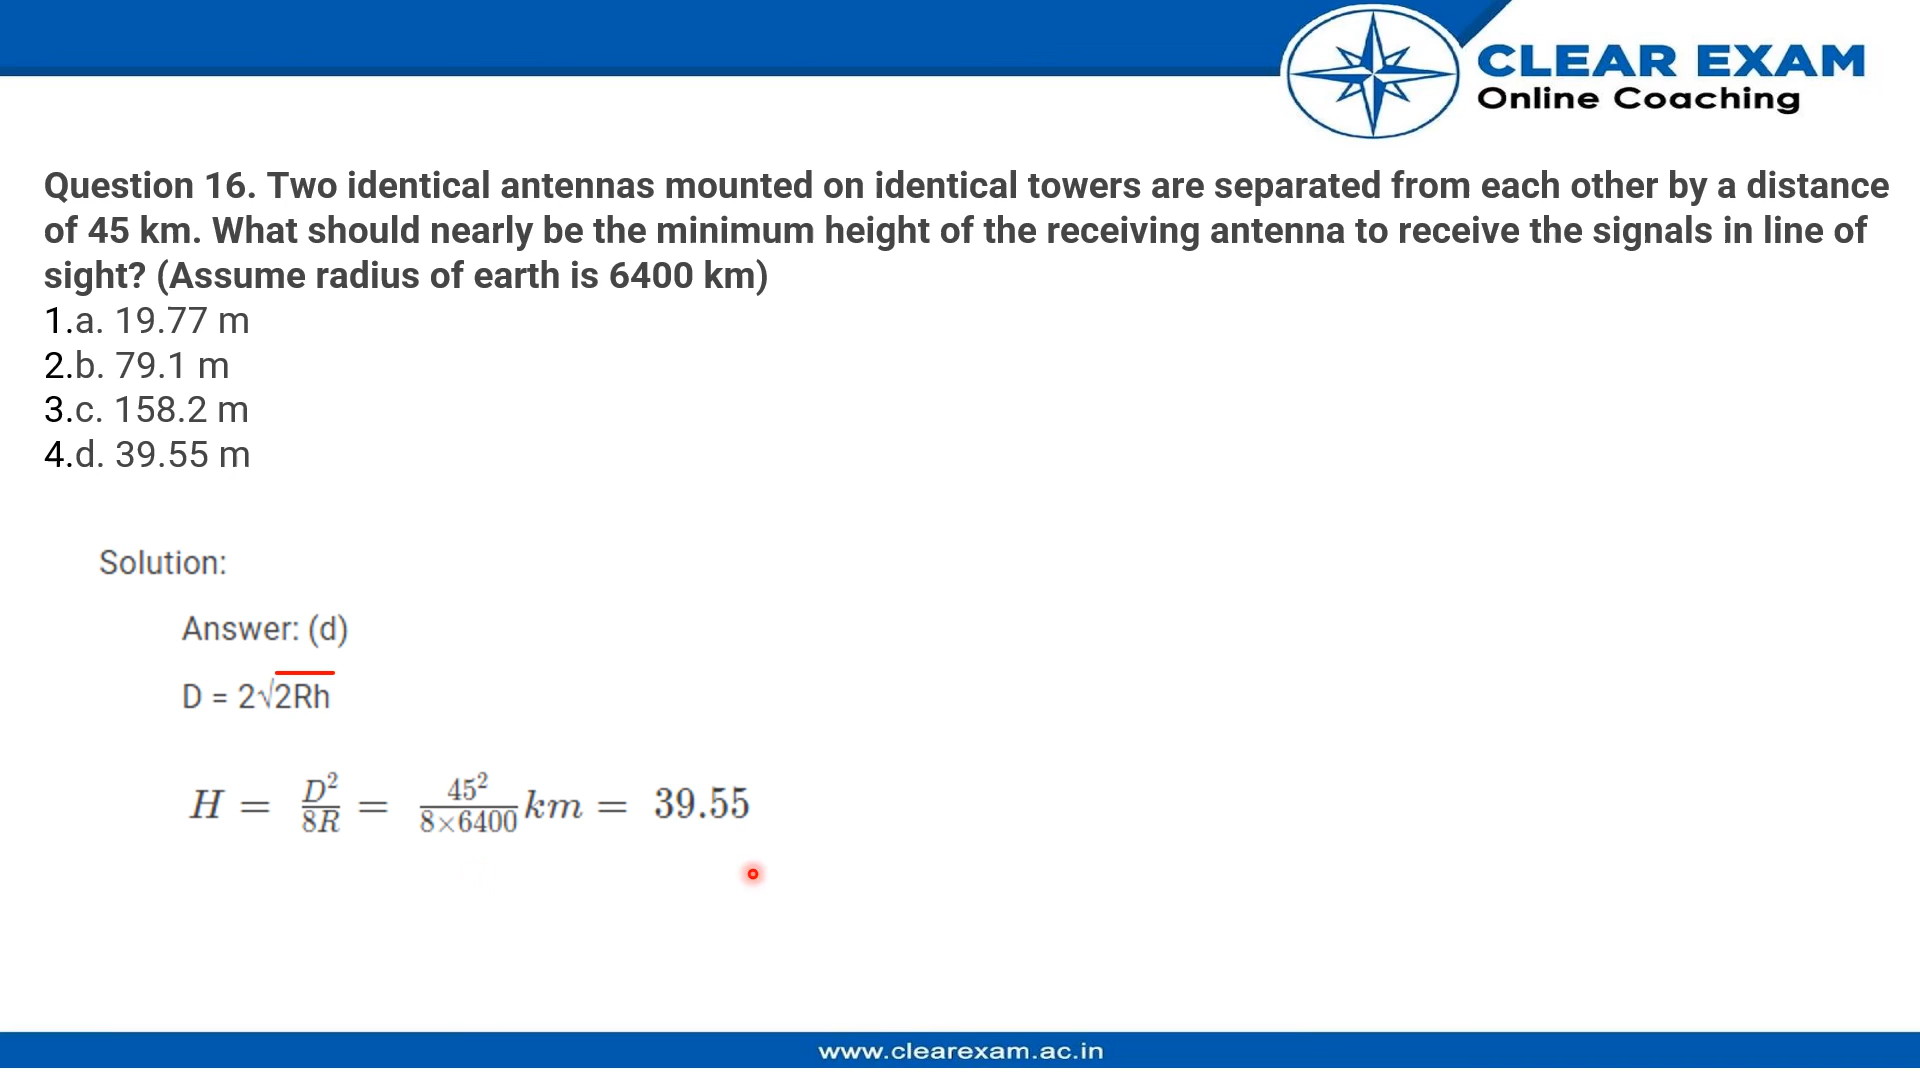 CLEAR EXAM
Online Coaching
Question 16. Two identical antennas mounted on identical towers are separated from each other by a distance
of 45 km. What should nearly be the minimum height of the receiving antenna to receive the signals in line of
sight? (Assume radius of earth is 6400 km)
1.a. 19.77 m
2.b. 79.1 m
3.c. 158.2 m
4.d. 39.55 m
Solution:
Answer: (d)
D = 2√2Rh
H = D²/8R = 45²/8×6400 km = 39.55
www.clearexam.ac.in